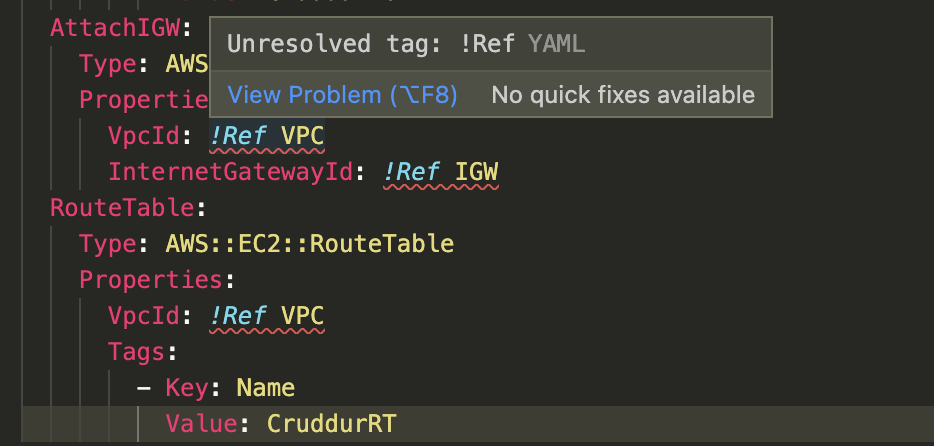 AttachIGW:
Unresolved tag: !Ref YAML
Type: AWS
View Problem (⌥F8) No quick fixes available
Propertie
VpcId: !Ref VPC
InternetGatewayId: !Ref IGW
RouteTable:
Type: AWS::EC2::RouteTable
Properties:
VpcId: !Ref VPC
Tags:
- Key: Name
Value: CruddurRT